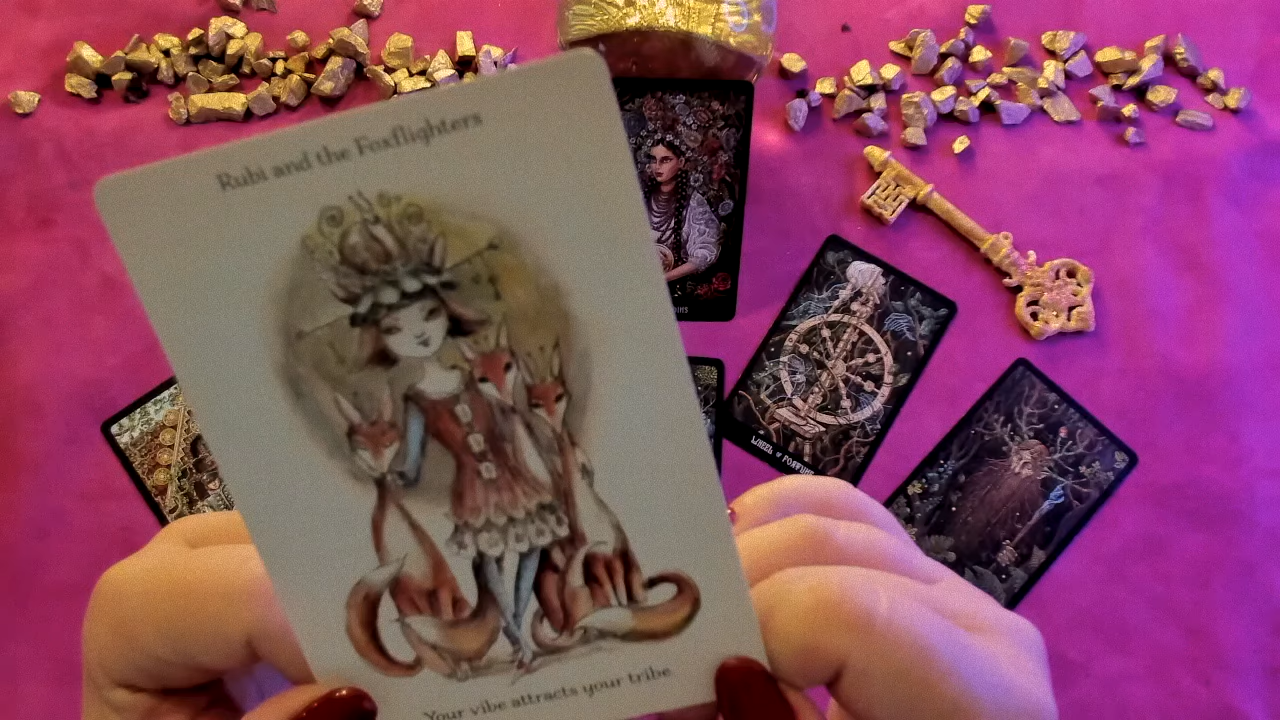 Rubi and the Foxflighters
WHEEL OF FORTUNE
Your vibe attracts your tribe.